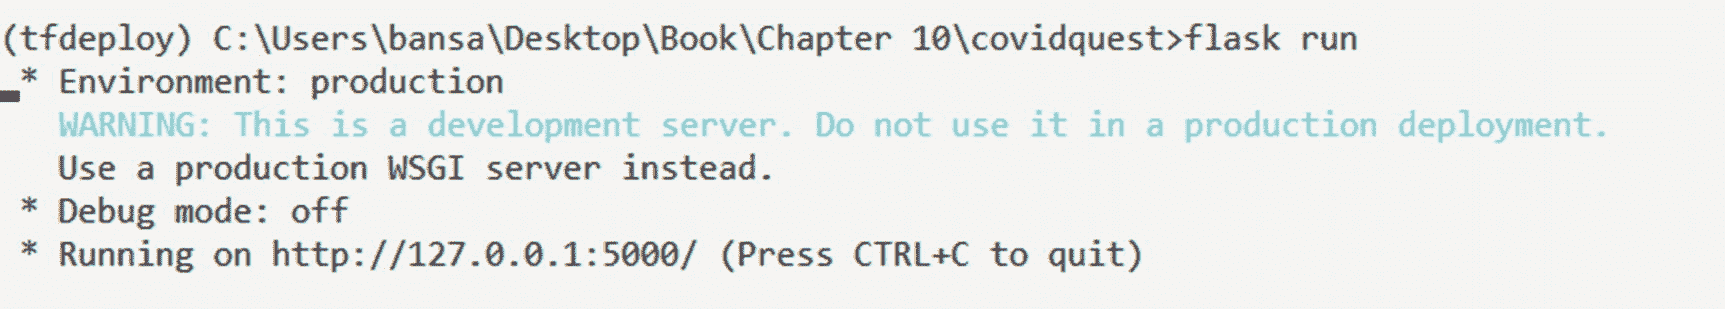 (tfdeploy) C:\Users\bansa\Desktop\Book\Chapter 10\covidquest>flask run
* Environment: production
WARNING: This is a development server. Do not use it in a production deployment.
Use a production WSGI server instead.
* Debug mode: off
* Running on http://127.0.0.1:5000/ (Press CTRL+C to quit)